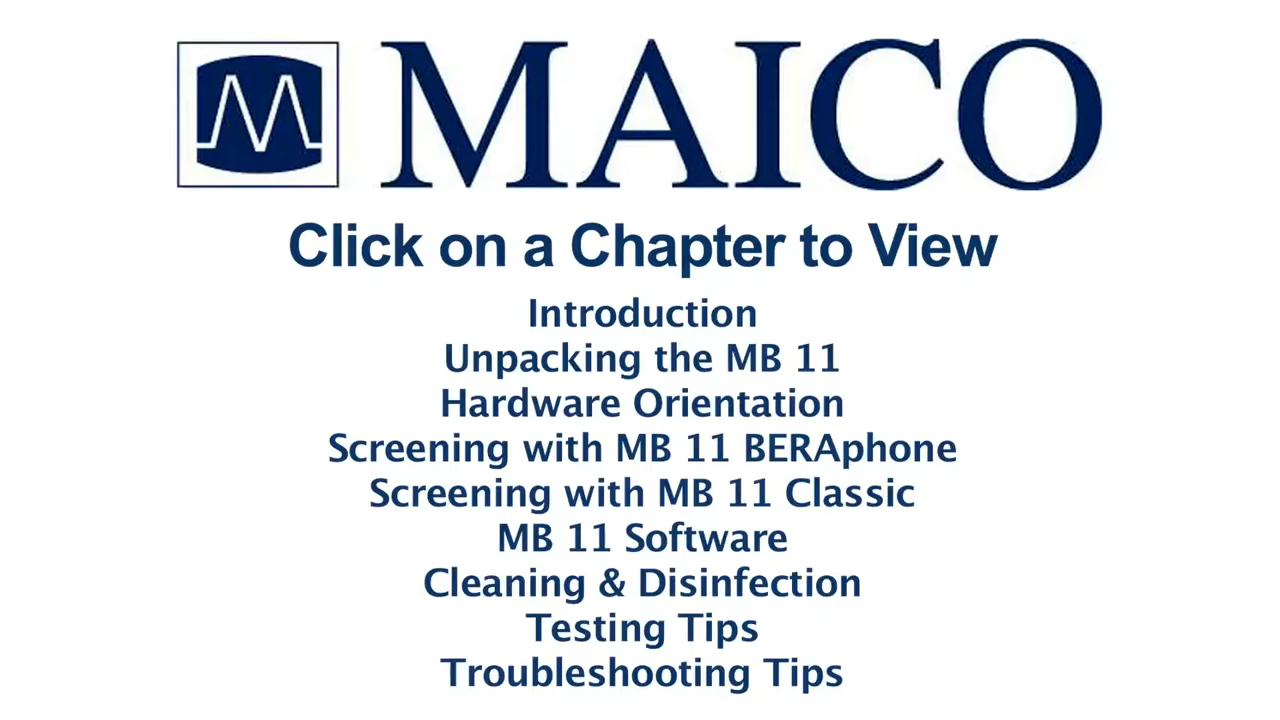 MAICO
Click on a Chapter to View
Introduction
Unpacking the MB 11
Hardware Orientation
Screening with MB 11 BERAphone
Screening with MB 11 Classic
MB 11 Software
Cleaning & Disinfection
Testing Tips
Troubleshooting Tips